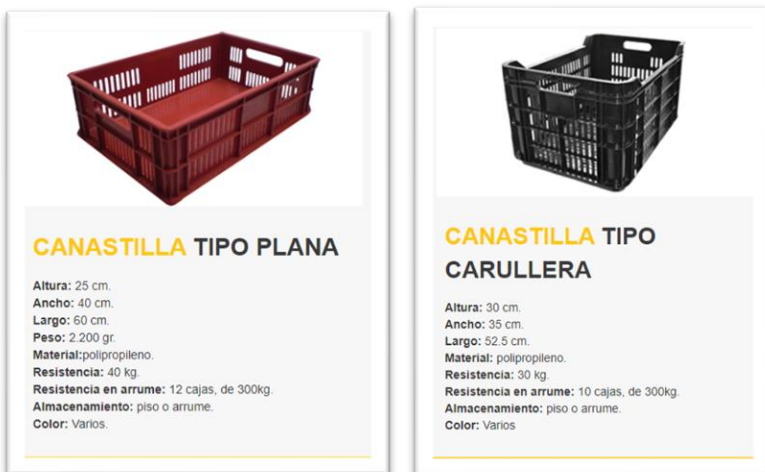 CANASTILLA TIPO PLANA
Altura: 25 cm.
Ancho: 40 cm.
Largo: 60 cm.
Peso: 2.200 gr.
Material:polipropileno.
Resistencia: 40 kg.
Resistencia en arrume: 12 cajas, de 300kg.
Almacenamiento: piso o arrume.
Color: Varios.
CANASTILLA TIPO
CARULLERA
Altura: 30 cm.
Ancho: 35 cm.
Largo: 52.5 cm.
Material: polipropileno.
Resistencia: 30 kg.
Resistencia en arrume: 10 cajas, de 300kg.
Almacenamiento: piso o arrume.
Color: Varios